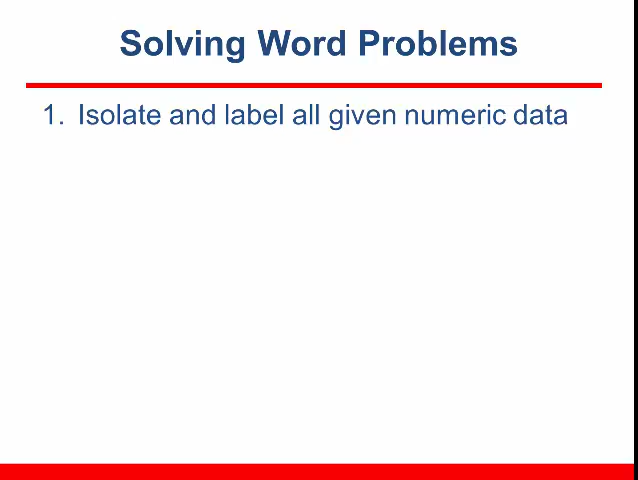 Solving Word Problems
1. Isolate and label all given numeric data